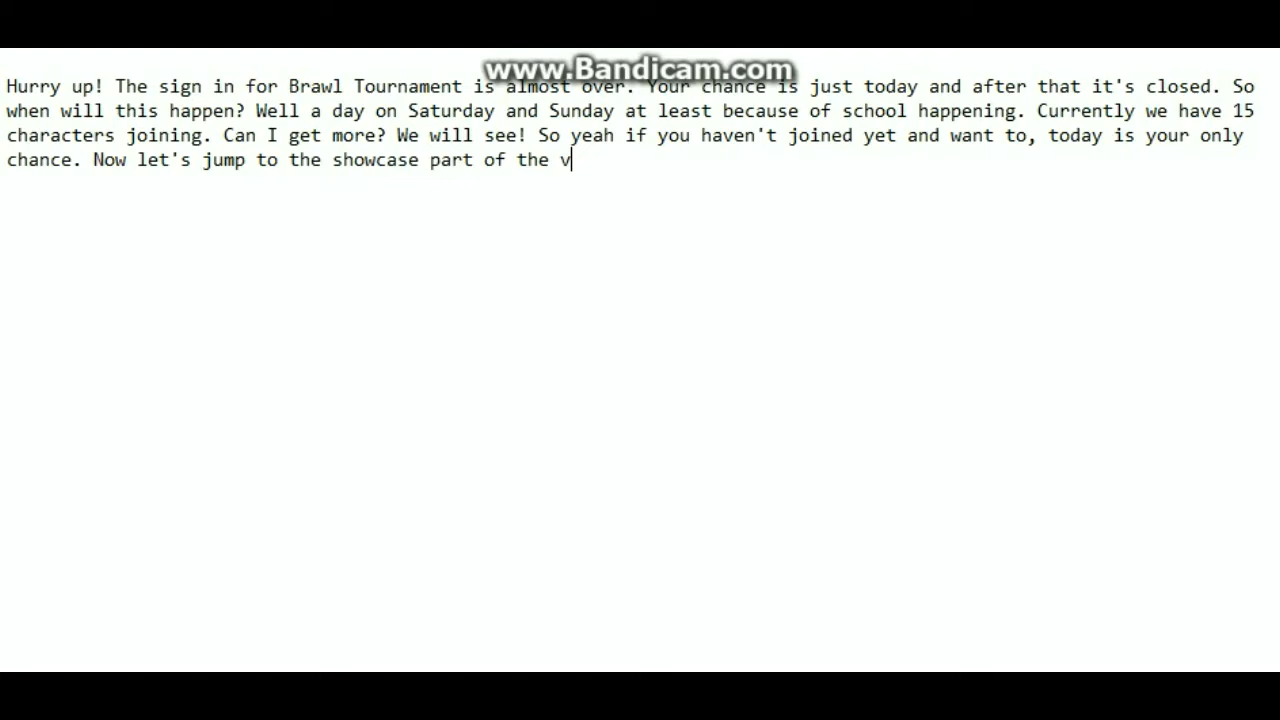 www.Bandicam.com
Hurry up! The sign in for Brawl Tournament is almost over. Your chance is just today and after that it's closed. So
when will this happen? Well a day on Saturday and Sunday at least because of school happening. Currently we have 15
characters joining. Can I get more? We will see! So yeah if you haven't joined yet and want to, today is your only
chance. Now let's jump to the showcase part of the v